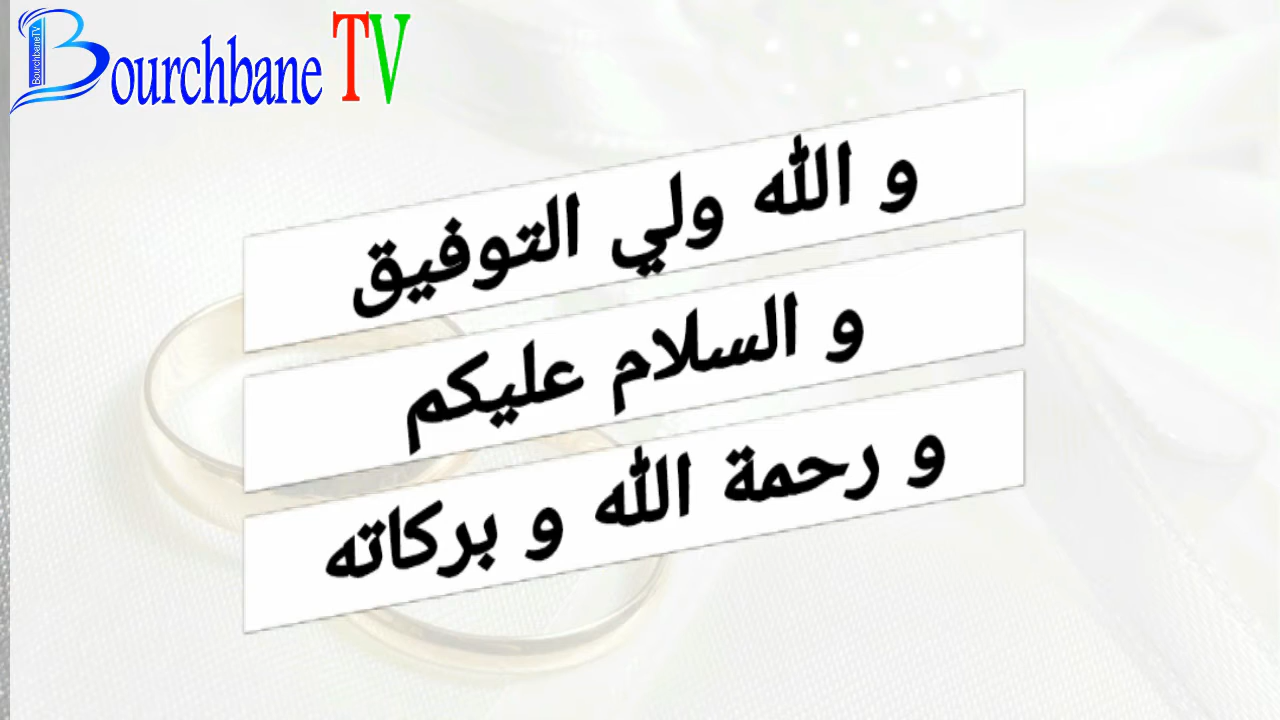 BourchbaneTV
Bourchbane TV
و الله ولي التوفيق
و السلام عليكم
و رحمة الله و بركاته